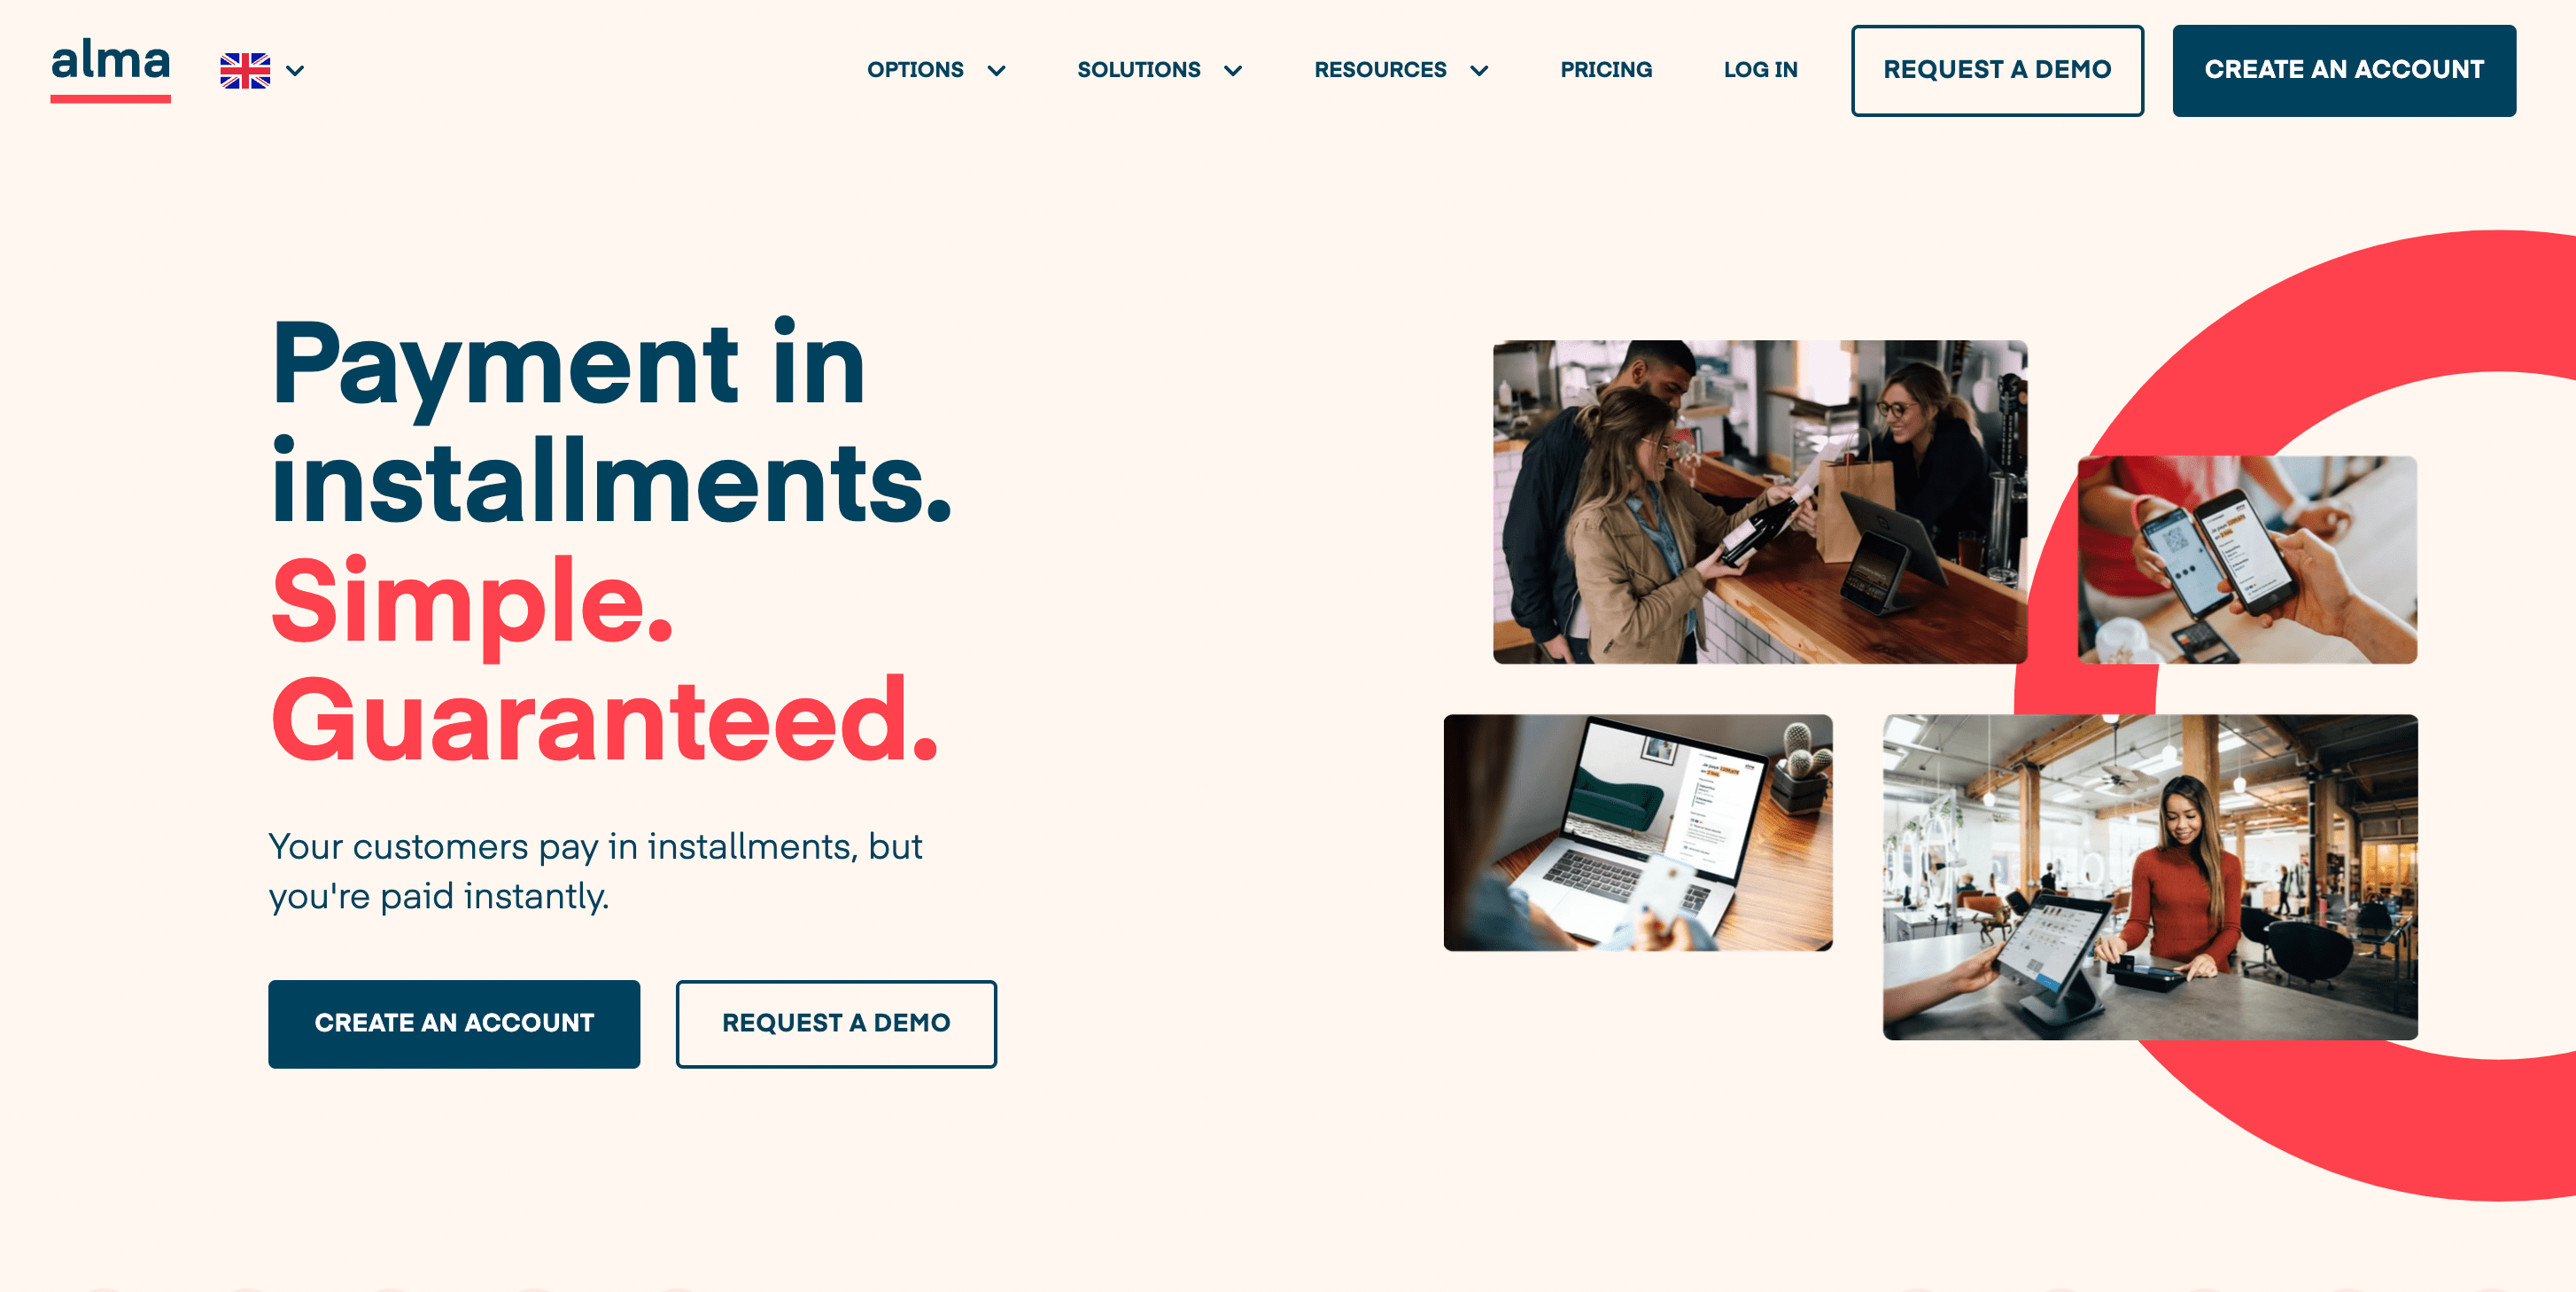 alma
OPTIONS
SOLUTIONS
RESOURCES
PRICING
LOG IN
REQUEST A DEMO
CREATE AN ACCOUNT
Payment in
installments.
Simple.
Guaranteed.
Your customers pay in installments, but
you're paid instantly.
CREATE AN ACCOUNT
REQUEST A DEMO